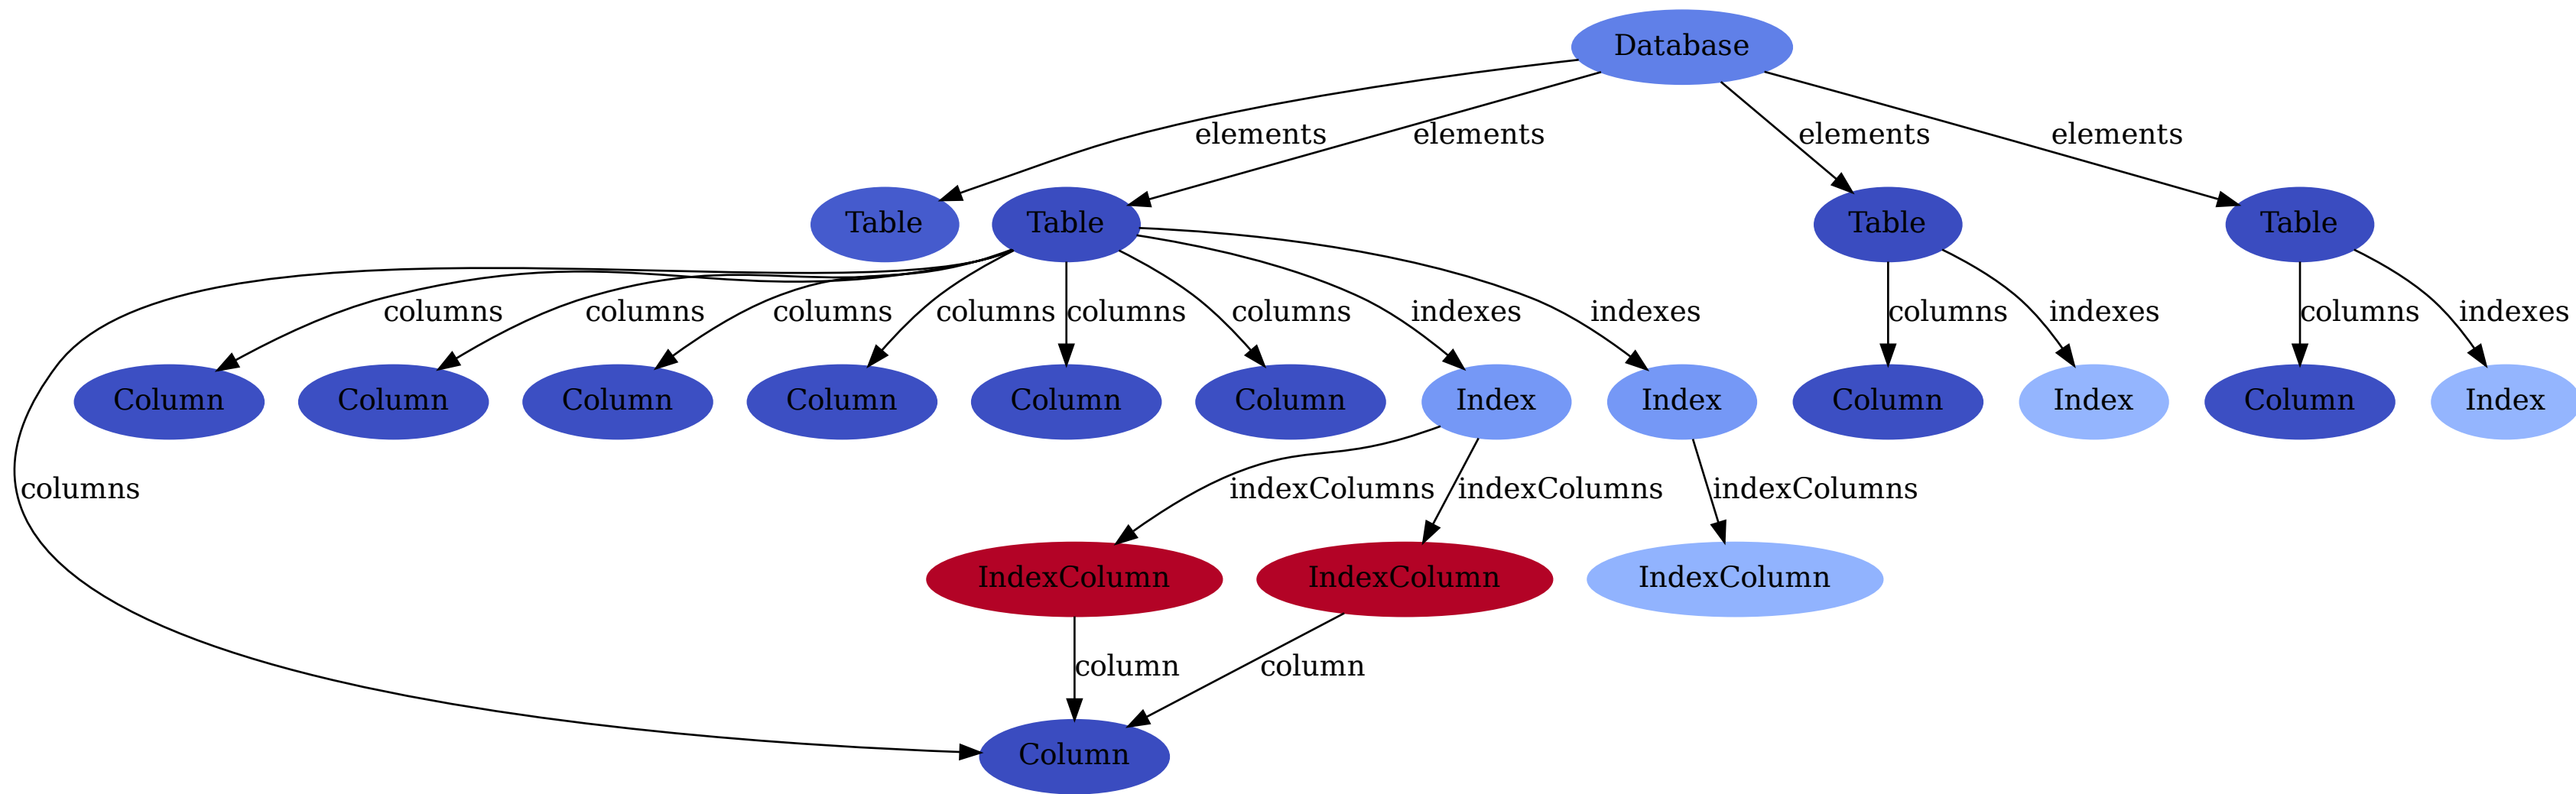 Database
elements
elements
elements
elements
Table
Table
Table
Table
columns
columns
columns
columns
columns
columns
indexes
indexes
columns
indexes
columns
indexes
Column
Column
Column
Column
Column
Column
Index
Index
Column
Index
Column
Index
columns
indexColumns
indexColumns
indexColumns
IndexColumn
IndexColumn
IndexColumn
column
column
Column